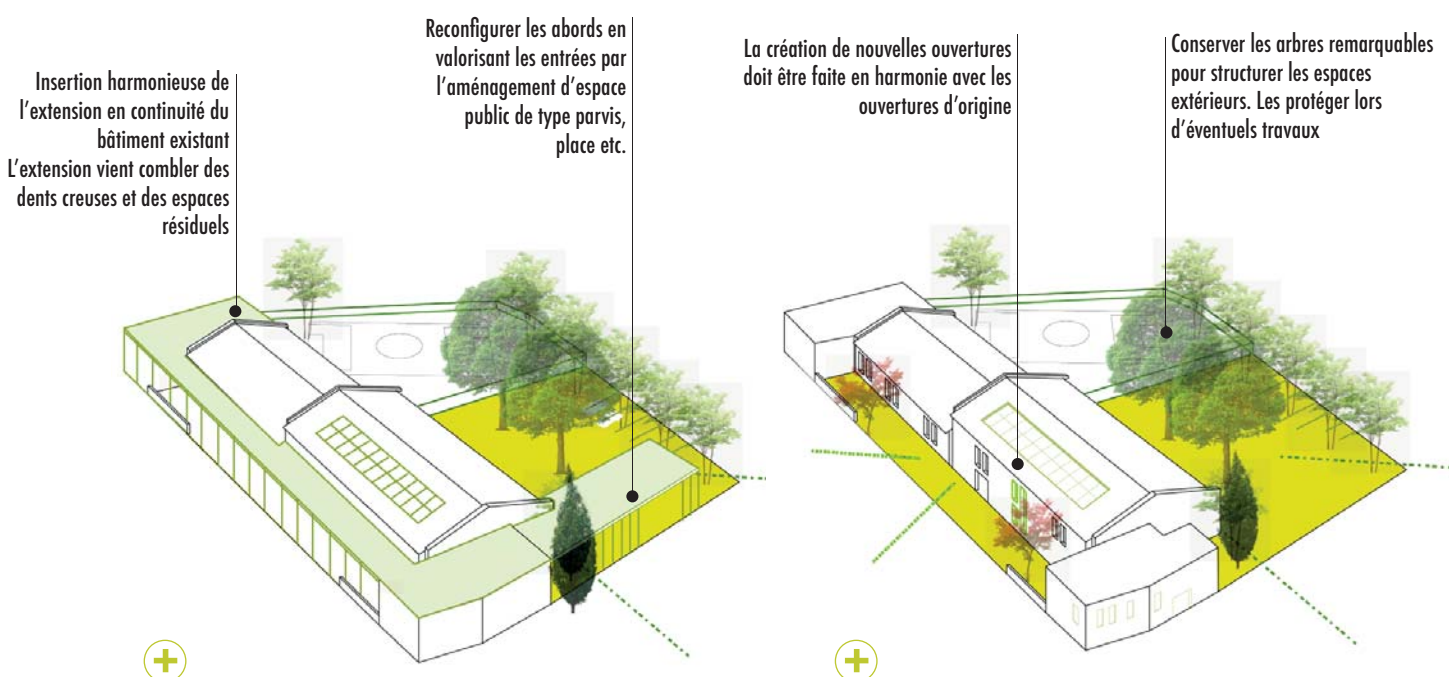 Insertion harmonieuse de
l'extension en continuité du
bâtiment existant
L'extension vient combler des
dents creuses et des espaces
résiduels
Reconfigurer les abords en
valorisant les entrées par
l'aménagement d'espace
public de type parvis,
place etc.
La création de nouvelles ouvertures
doit être faite en harmonie avec les
ouvertures d'origine
Conserver les arbres remarquables
pour structurer les espaces
extérieurs. Les protéger lors
d'éventuels travaux